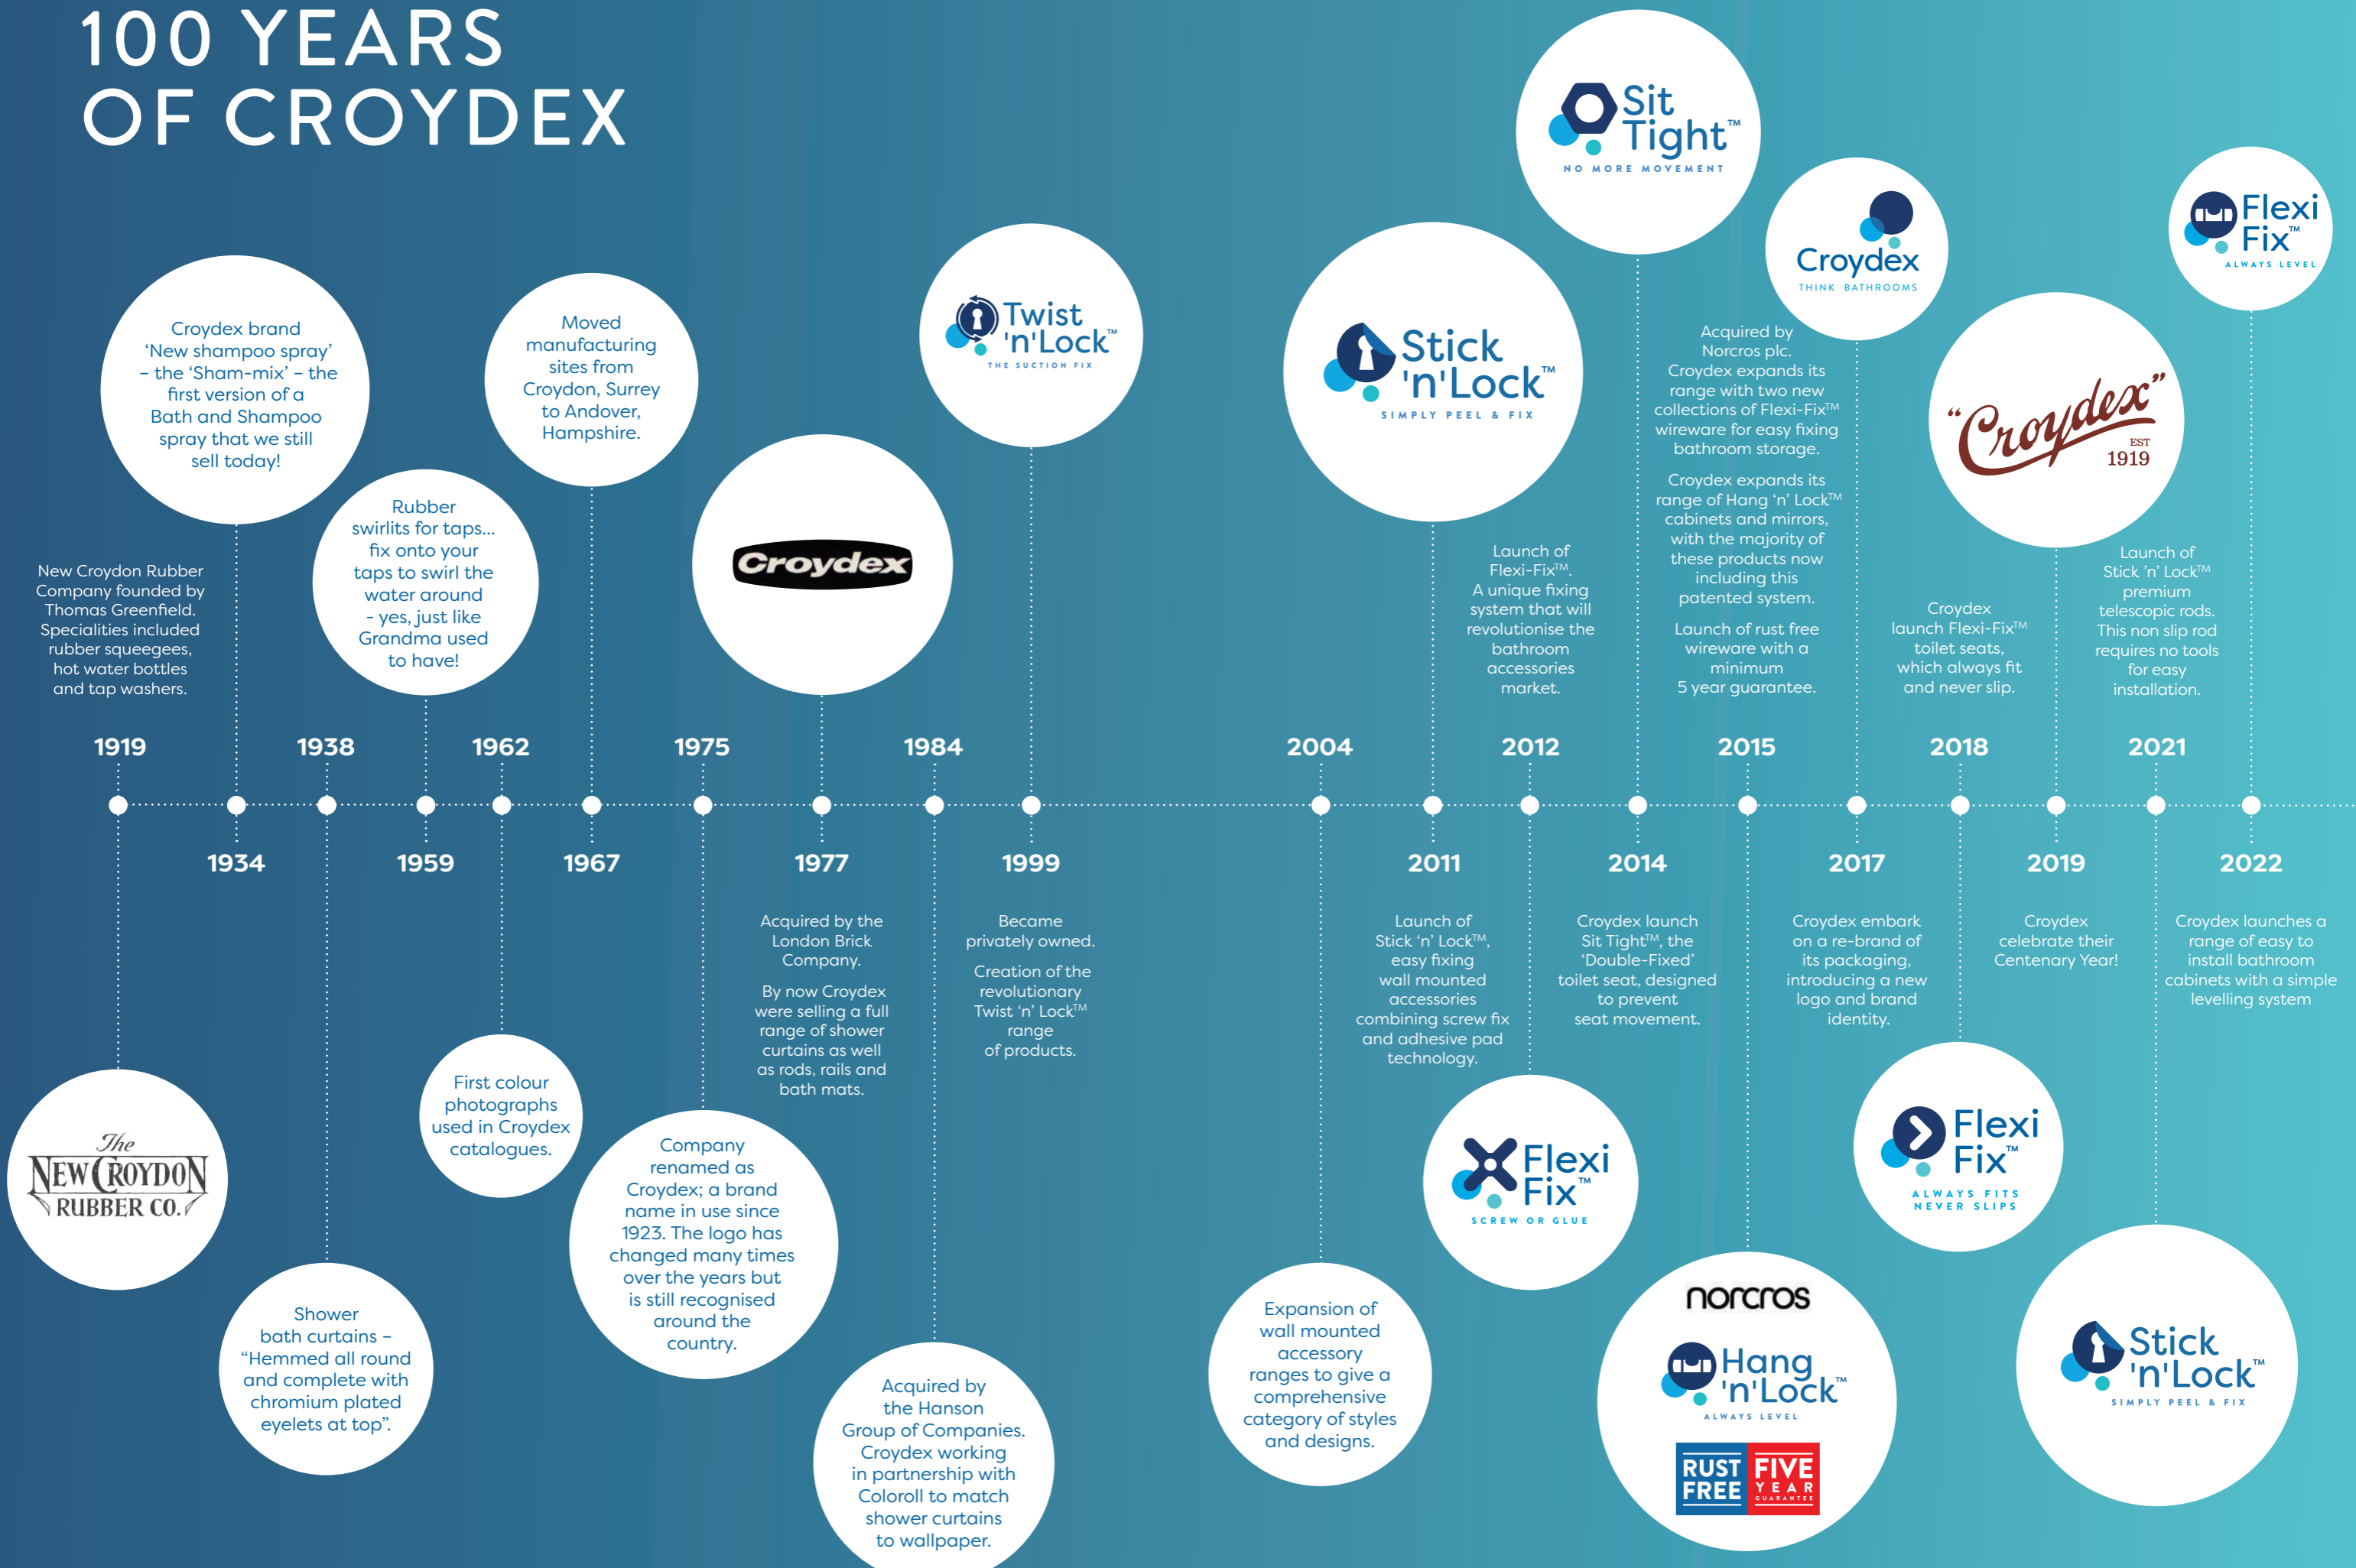 100 YEARS
OF CROYDEX
New Croydon Rubber
Company founded by
Thomas Greenfield.
Specialities included
rubber squeegees,
hot water bottles
and tap washers.
1919
The
NEW CROYDON
RUBBER CO.
Croydex brand
‘New shampoo spray’
– the ‘Sham-mix’ – the
first version of a
Bath and Shampoo
spray that we still
sell today!
1934
1938
Shower
bath curtains –
“Hemmed all round
and complete with
chromium plated
eyelets at top”.
Rubber
swirlits for taps...
fix onto your
taps to swirl the
water around
- yes, just like
Grandma used
to have!
1959
1962
First colour
photographs
used in Croydex
catalogues.
Moved
manufacturing
sites from
Croydon, Surrey
to Andover,
Hampshire.
1967
1975
Company
renamed as
Croydex; a brand
name in use since
1923. The logo has
changed many times
over the years but
is still recognised
around the
country.
Croydex
1977
Acquired by the
London Brick
Company.
By now Croydex
were selling a full
range of shower
curtains as well
as rods, rails and
bath mats.
1984
Acquired by
the Hanson
Group of Companies.
Croydex working
in partnership with
Coloroll to match
shower curtains
to wallpaper.
Twist
'n'Lock™
THE SUCTION FIX
1999
Became
privately owned.
Creation of the
revolutionary
Twist ‘n’ Lock™
range
of products.
2004
Expansion of
wall mounted
accessory
ranges to give a
comprehensive
category of styles
and designs.
Stick
'n'Lock™
SIMPLY PEEL & FIX
2011
Launch of
Stick ‘n’ Lock™,
easy fixing
wall mounted
accessories
combining screw fix
and adhesive pad
technology.
Launch of
Flexi-Fix™.
A unique fixing
system that will
revolutionise the
bathroom
accessories
market.
2012
Flexi
Fix™
SCREW OR GLUE
Sit
Tight™
NO MORE MOVEMENT
2014
Croydex launch
Sit Tight™, the
‘Double-Fixed’
toilet seat, designed
to prevent
seat movement.
Acquired by
Norcros plc.
Croydex expands its
range with two new
collections of Flexi-Fix™
wireware for easy fixing
bathroom storage.
Croydex expands its
range of Hang ‘n’ Lock™
cabinets and mirrors,
with the majority of
these products now
including this
patented system.
Launch of rust free
wireware with a
minimum
5 year guarantee.
2015
norcros
Hang
'n'Lock™
ALWAYS LEVEL
RUST
FREE
FIVE
YEAR
GUARANTEE
Croydex
THINK BATHROOMS
2017
Croydex embark
on a re-brand of
its packaging,
introducing a new
logo and brand
identity.
Croydex
launch Flexi-Fix™
toilet seats,
which always fit
and never slip.
2018
Flexi
Fix™
ALWAYS FITS
NEVER SLIPS
“Croydex”
EST
1919
2019
Croydex
celebrate their
Centenary Year!
Launch of
Stick ’n’ Lock™
premium
telescopic rods.
This non slip rod
requires no tools
for easy
installation.
2021
Stick
'n'Lock™
SIMPLY PEEL & FIX
Flexi
Fix™
ALWAYS LEVEL
2022
Croydex launches a
range of easy to
install bathroom
cabinets with a simple
levelling system